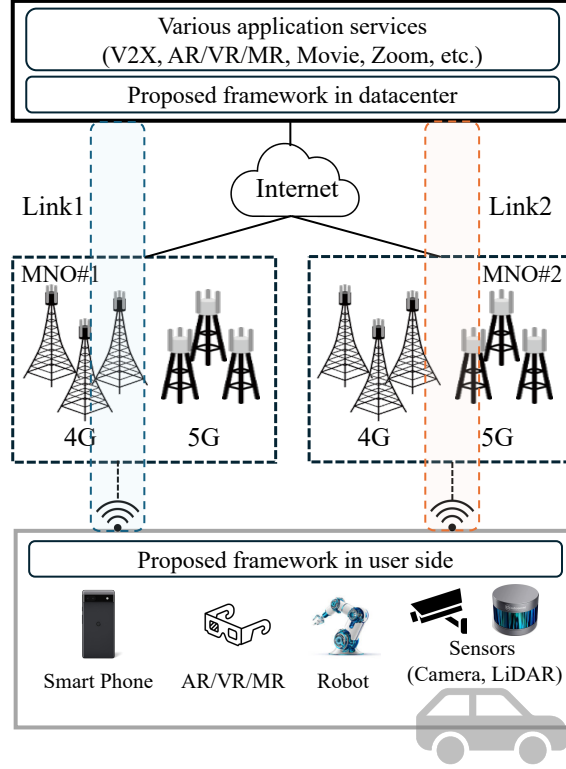 Various application services
(V2X, AR/VR/MR, Movie, Zoom, etc.)
Proposed framework in datacenter
Internet
Link1
Link2
MNO#1
MNO#2
4G
5G
4G
5G
Proposed framework in user side
Smart Phone
AR/VR/MR
Robot
Sensors
(Camera, LiDAR)